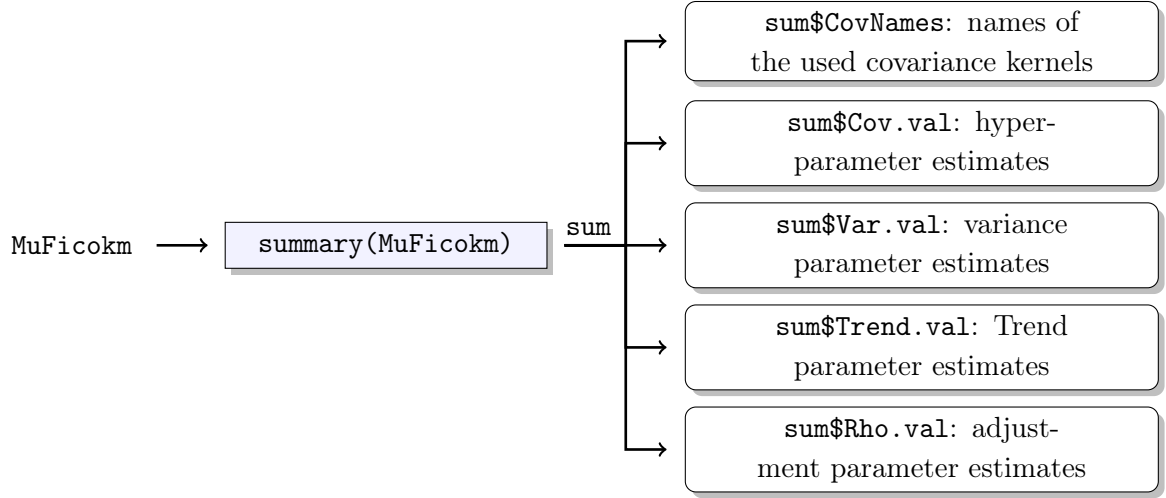 sum$CovNames: names of
the used covariance kernels
sum$Cov.val: hyper-
parameter estimates
MuFicokm
summary(MuFicokm)
sum
sum$Var.val: variance
parameter estimates
sum$Trend.val: Trend
parameter estimates
sum$Rho.val: adjust-
ment parameter estimates